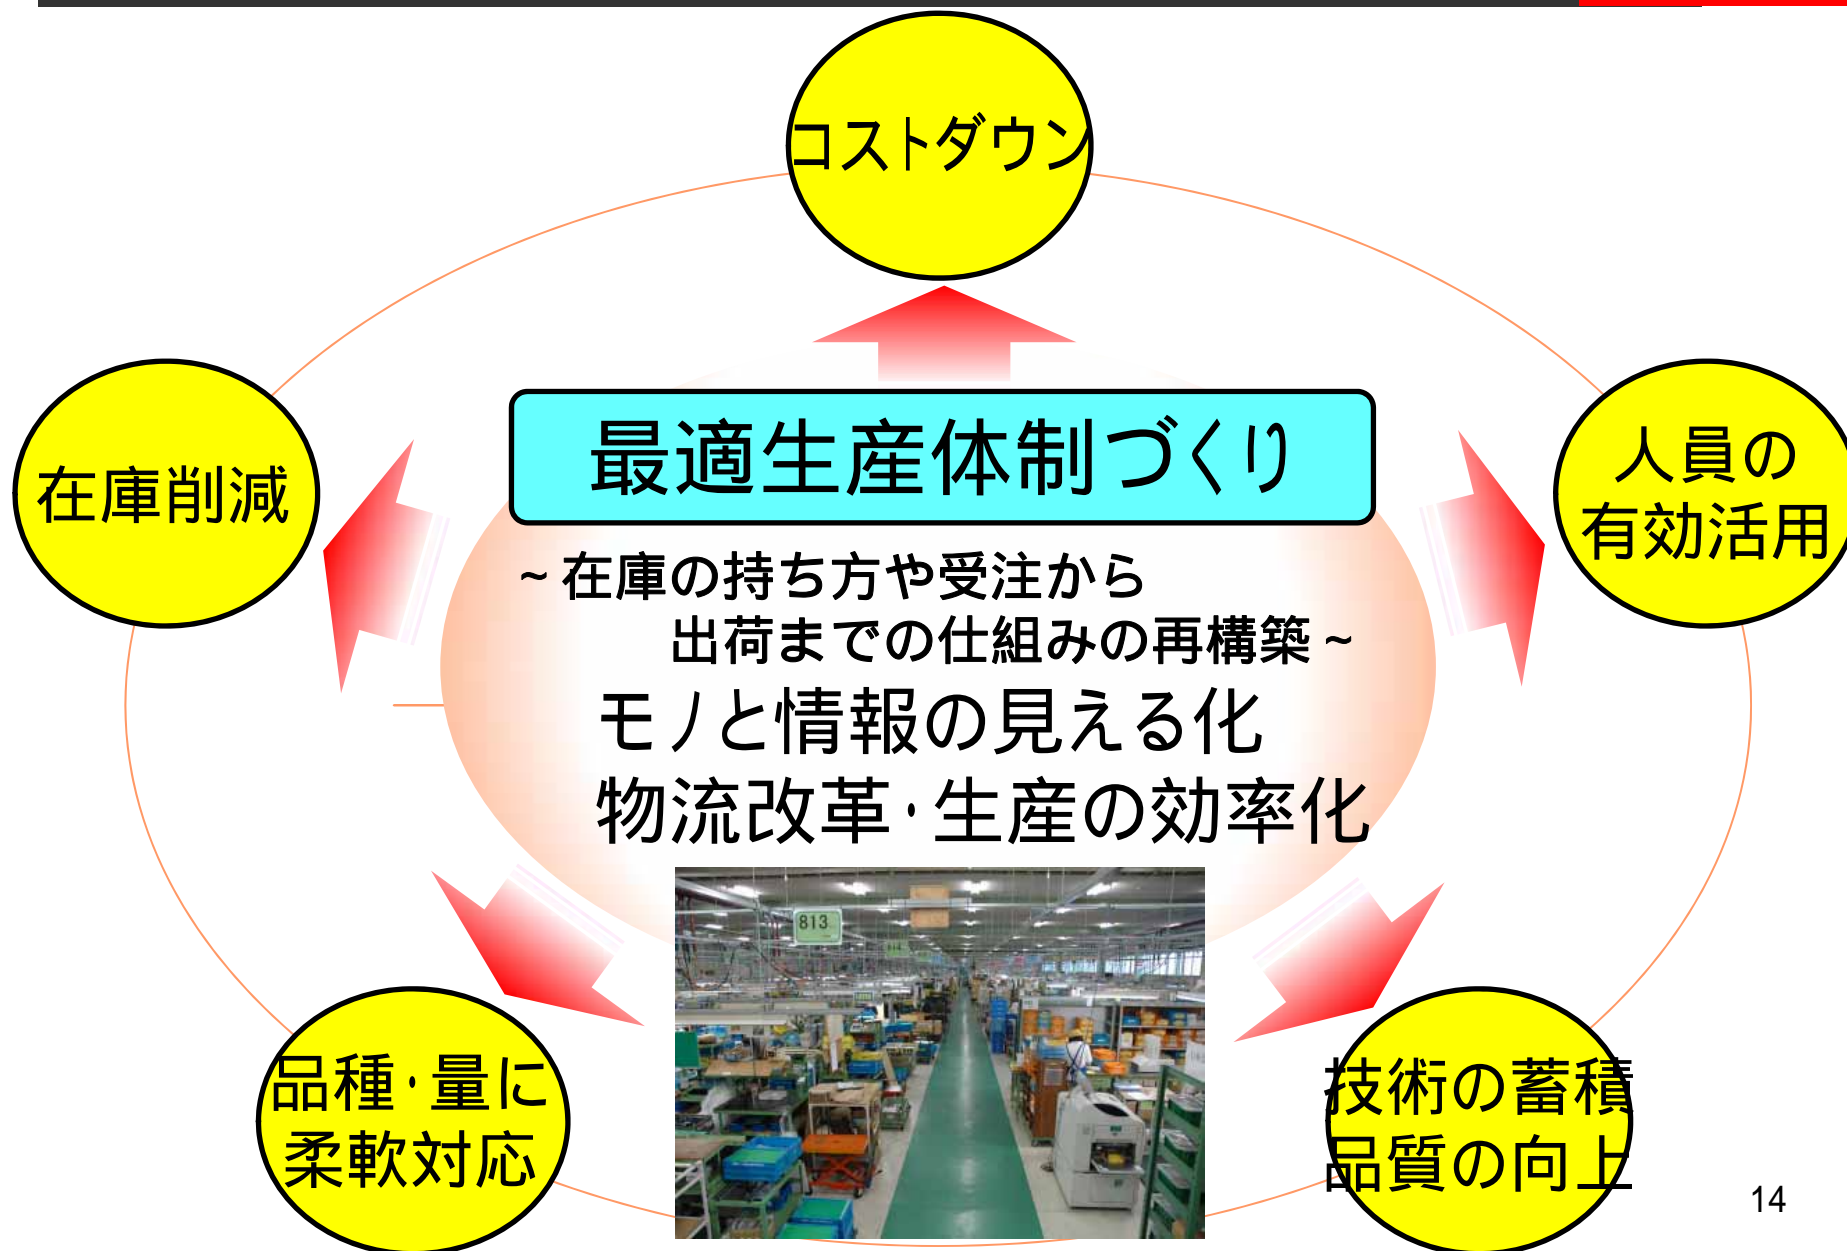 コストダウン
在庫削減
最適生産体制づくり
人員の
有効活用
~在庫の持ち方や受注から
出荷までの仕組みの再構築~
モノと情報の見える化
物流改革・生産の効率化
813
品種・量に
柔軟対応
技術の蓄積
品質の向上
14